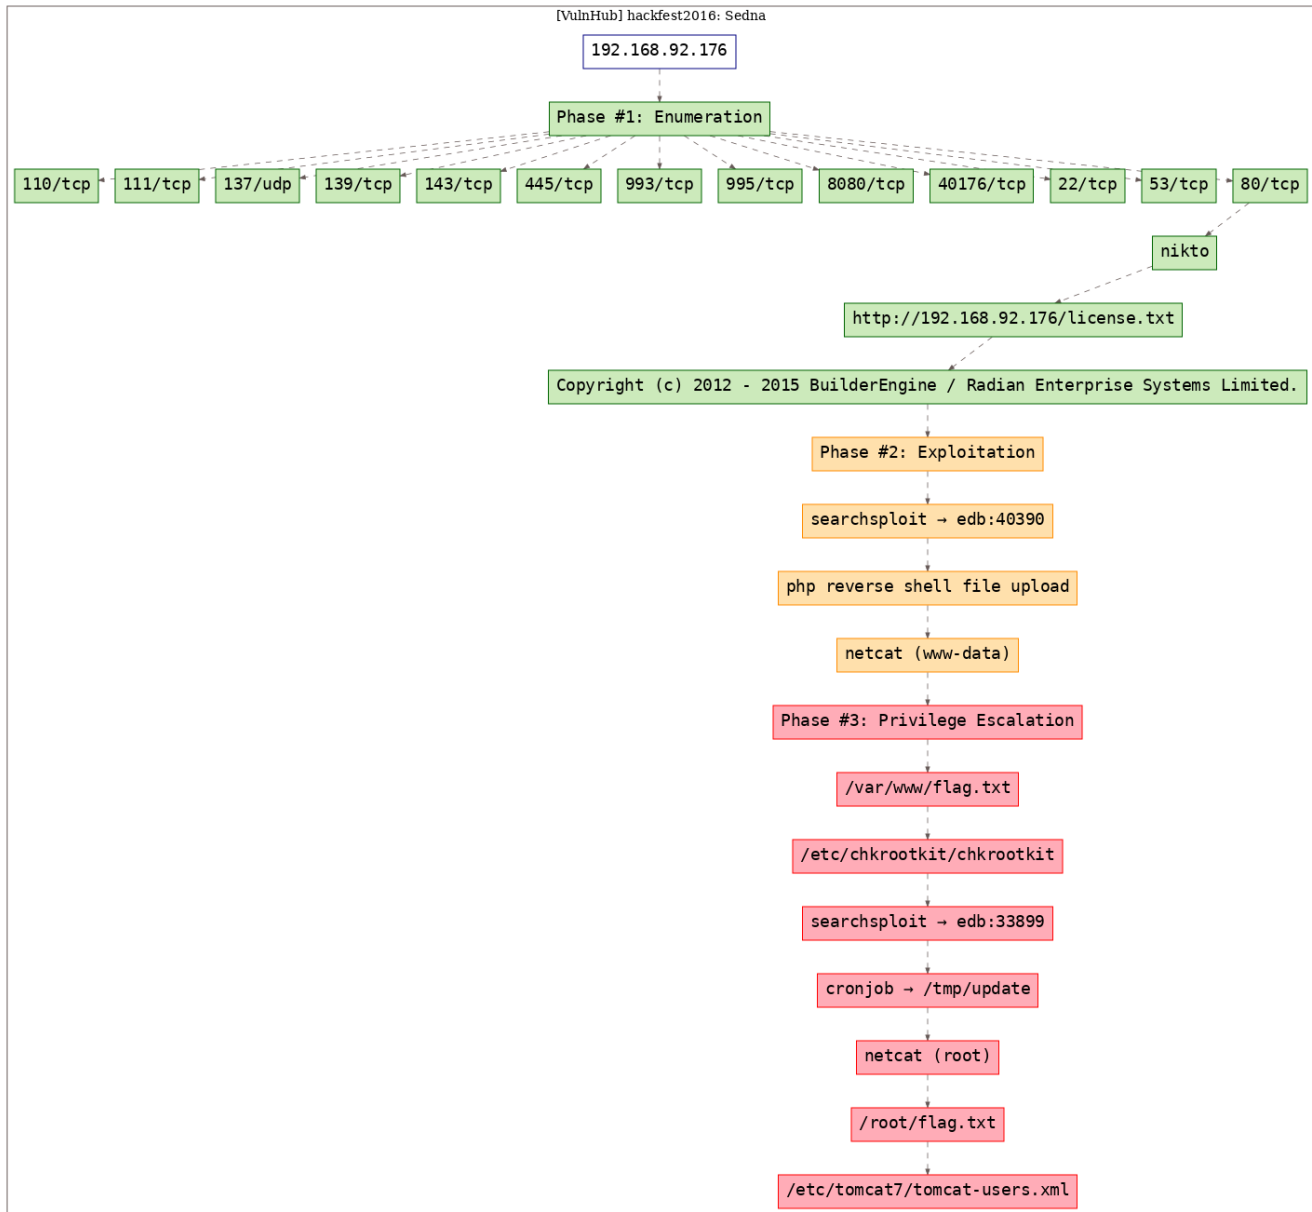 [VulnHub] hackfest2016: Sedna
192.168.92.176
Phase #1: Enumeration
110/tcp 111/tcp 137/udp 139/tcp 143/tcp 445/tcp 993/tcp 995/tcp 8080/tcp 40176/tcp 22/tcp 53/tcp 80/tcp
nikto
http://192.168.92.176/license.txt
Copyright (c) 2012 - 2015 BuilderEngine / Radian Enterprise Systems Limited.
Phase #2: Exploitation
searchsploit → edb:40390
php reverse shell file upload
netcat (www-data)
Phase #3: Privilege Escalation
/var/www/flag.txt
/etc/chkrootkit/chkrootkit
searchsploit → edb:33899
cronjob → /tmp/update
netcat (root)
/root/flag.txt
/etc/tomcat7/tomcat-users.xml